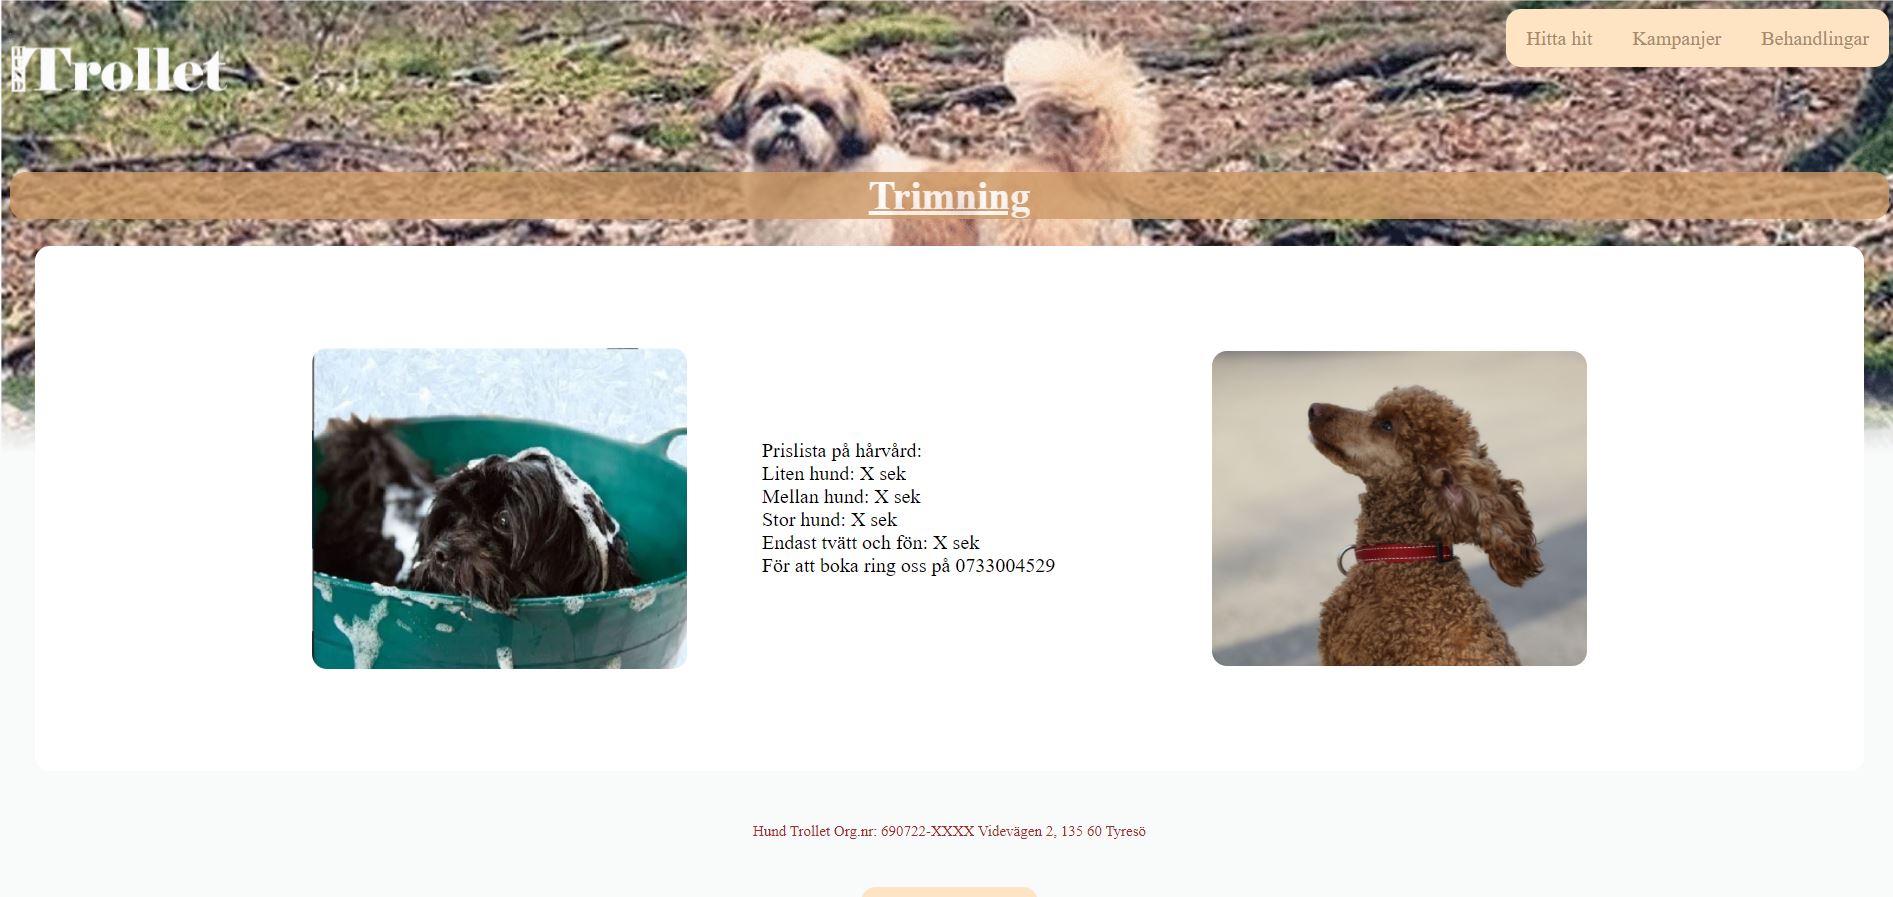 HUND Trollet
Hitta hit Kampanjer Behandlingar
Trimning
Prislista på hårvård:
Liten hund: X sek
Mellan hund: X sek
Stor hund: X sek
Endast tvätt och fön: X sek
För att boka ring oss på 0733004529
Hund Trollet Org.nr: 690722-XXXX Videvägen 2, 135 60 Tyresö